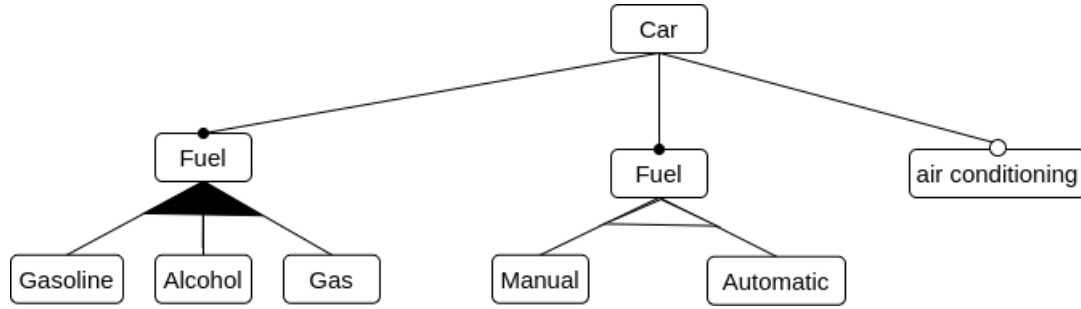 Car
Fuel
Fuel
air conditioning
Gasoline
Alcohol
Gas
Manual
Automatic